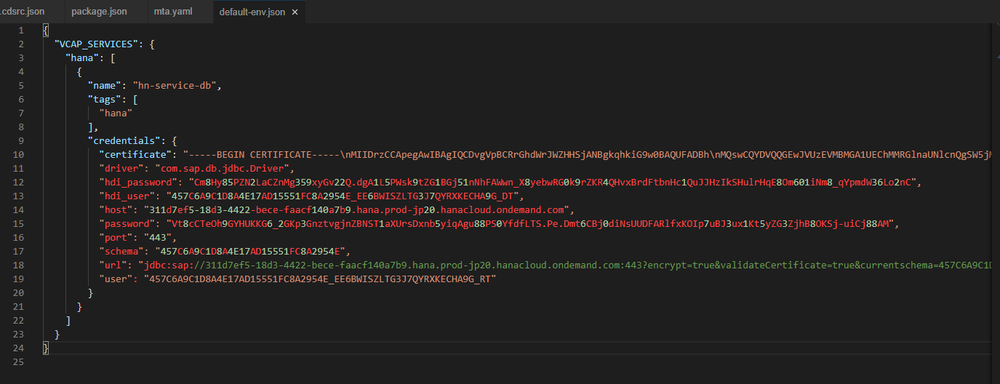 .cdsrc.json package.json mta.yaml default-env.json ×
1 {
2 "VCAP_SERVICES": {
3 "hana": [
4 {
5 "name": "hn-service-db",
6 "tags": [
7 "hana"
8 ],
9 "credentials": {
10 "certificate": "-----BEGIN CERTIFICATE-----\nMIIDrzCCApegAwIBAgIQCDvgVpBCRrGhdWrJWZHHSjANBgkqhkiG9w0BAQUFADBh\nMQswCQYDVQQGEwJVUzEVMBMGA1UEChMMRGlnaUNlcnQgSW5jM
11 "driver": "com.sap.db.jdbc.Driver",
12 "hdi_password": "Cm8Hy85PZN2LaCZnMg359xyGv22Q.dgA1L5PWsk9tZG1BGj51nNhFAWwn_X8yebwRG0k9rZKR4QHvxBrdFtbnHc1QuJJHzIkSHulrHqE8Om601iNm8_qYpmdW36Lo2nC",
13 "hdi_user": "457C6A9C1D8A4E17AD15551FC8A2954E_EE6BWISZLTG3J7QYRXKECHA9G_DT",
14 "host": "311d7ef5-18d3-4422-bece-faacf140a7b9.hana.prod-jp20.hanacloud.ondemand.com",
15 "password": "Vt8cCTeOh9GYHUKKG6_2GKp3GnztvgjnZBNST1aXUrsDxnb5yiqAgu88PS0YfdfLTS.Pe.Dmt6CBj0diNsUUDFARlfxKOIp7uBJ3ux1Kt5yZG3ZjhB8OKSj-uiCj88AM",
16 "port": "443",
17 "schema": "457C6A9C1D8A4E17AD15551FC8A2954E",
18 "url": "jdbc:sap://311d7ef5-18d3-4422-bece-faacf140a7b9.hana.prod-jp20.hanacloud.ondemand.com:443?encrypt=true&validateCertificate=true&currentschema=457C6A9C1D
19 "user": "457C6A9C1D8A4E17AD15551FC8A2954E_EE6BWISZLTG3J7QYRXKECHA9G_RT"
20 }
21 }
22 ]
23 }
24 }
25